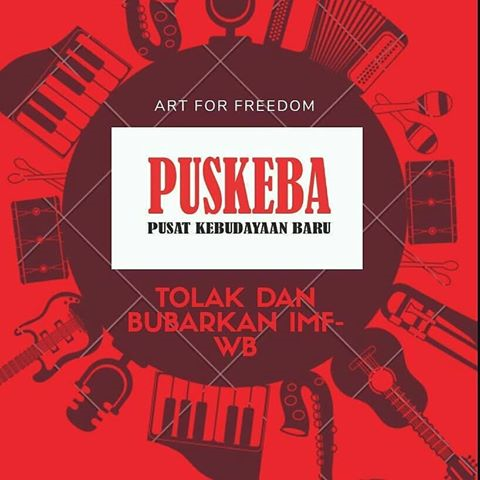 ART FOR FREEDOM
PUSKEBA
PUSAT KEBUDAYAAN BARU
TOLAK DAN
BUBARKAN IMF-
WB